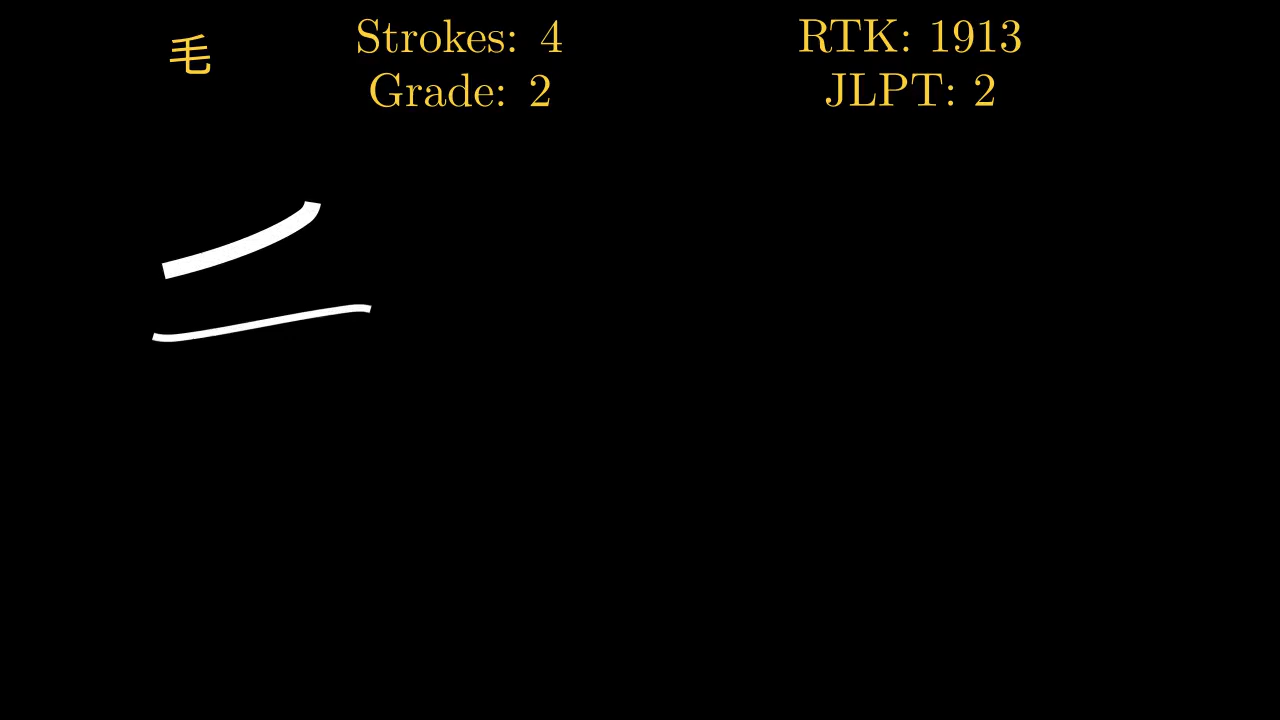 毛
Strokes: 4
Grade: 2
RTK: 1913
JLPT: 2